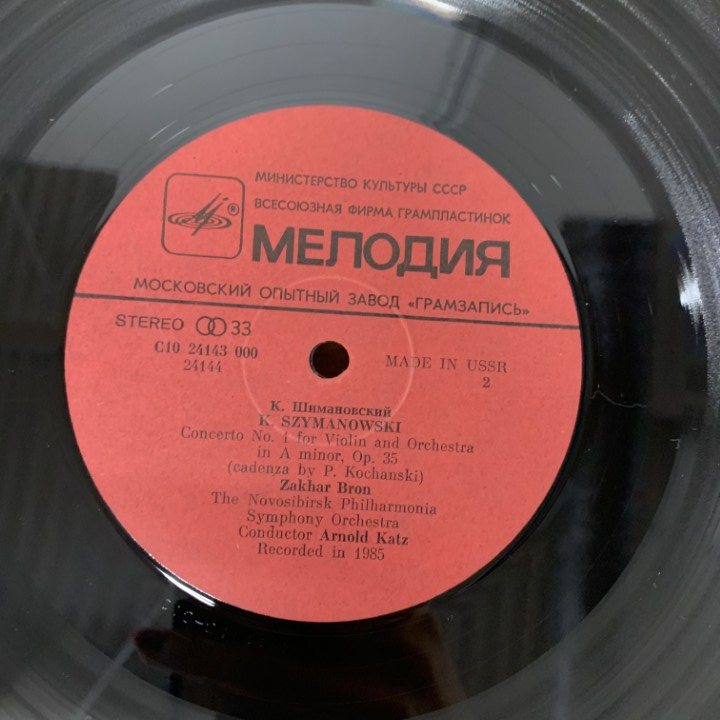 МИНИСТЕРСТВО КУЛЬТУРЫ СССР
ВСЕСОЮЗНАЯ ФИРМА ГРАМПЛАСТИНОК
®
МЕЛОДИЯ
МОСКОВСКИЙ ОПЫТНЫЙ ЗАВОД «ГРАМЗАПИСЬ»
STEREO 33
С10 24143 000
24144
MADE IN USSR
2
К. Шимановский
K. SZYMANOWSKI
Concerto No. 1 for Violin and Orchestra
in A minor, Op. 35
(cadenza by P. Kochanski)
Zakhar Bron
The Novosibirsk Philharmonia
Symphony Orchestra
Conductor Arnold Katz
Recorded in 1985